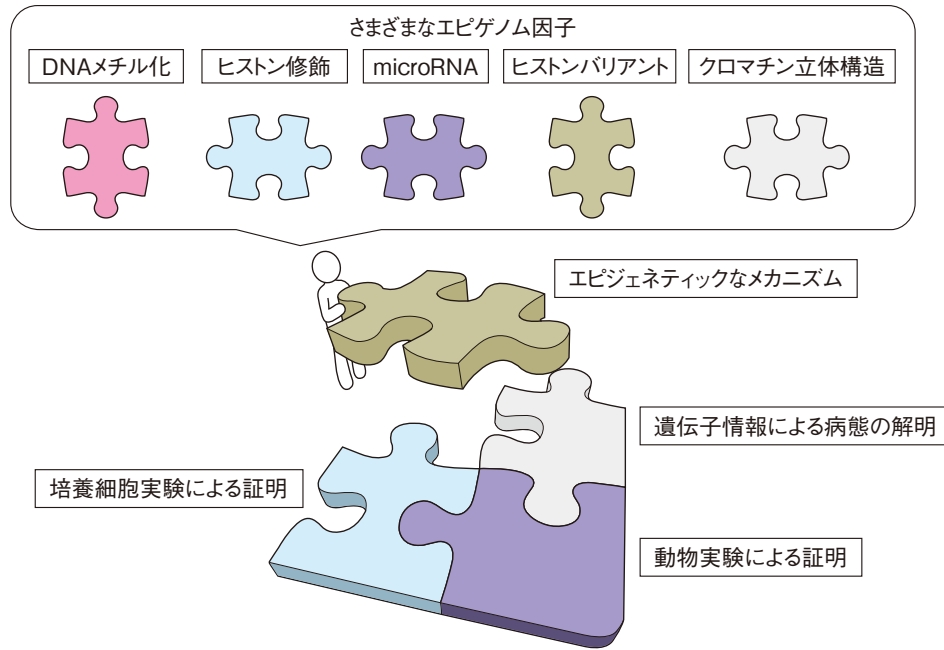 さまざまなエピゲノム因子
DNAメチル化
ヒストン修飾
microRNA
ヒストンバリアント
クロマチン立体構造
エピジェネティックなメカニズム
遺伝子情報による病態の解明
培養細胞実験による証明
動物実験による証明